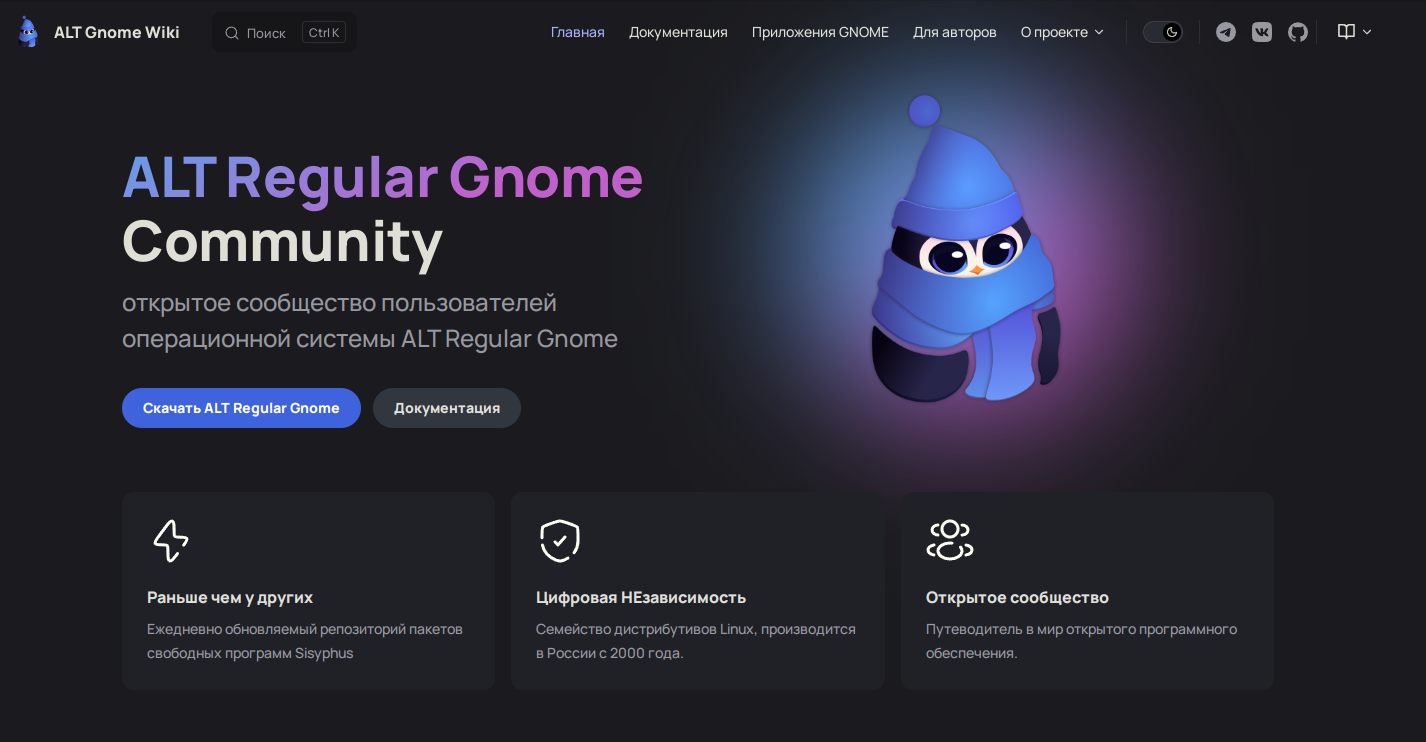 ALT Gnome Wiki
Поиск
Ctrl K
Главная
Документация
Приложения GNOME
Для авторов
О проекте
ALT Regular Gnome
Community
открытое сообщество пользователей
операционной системы ALT Regular Gnome
Скачать ALT Regular Gnome
Документация
Раньше чем у других
Ежедневно обновляемый репозиторий пакетов
свободных программ Sisyphus
Цифровая НЕзависимость
Семейство дистрибутивов Linux, производится
в России с 2000 года.
Открытое сообщество
Путеводитель в мир открытого программного
обеспечения.